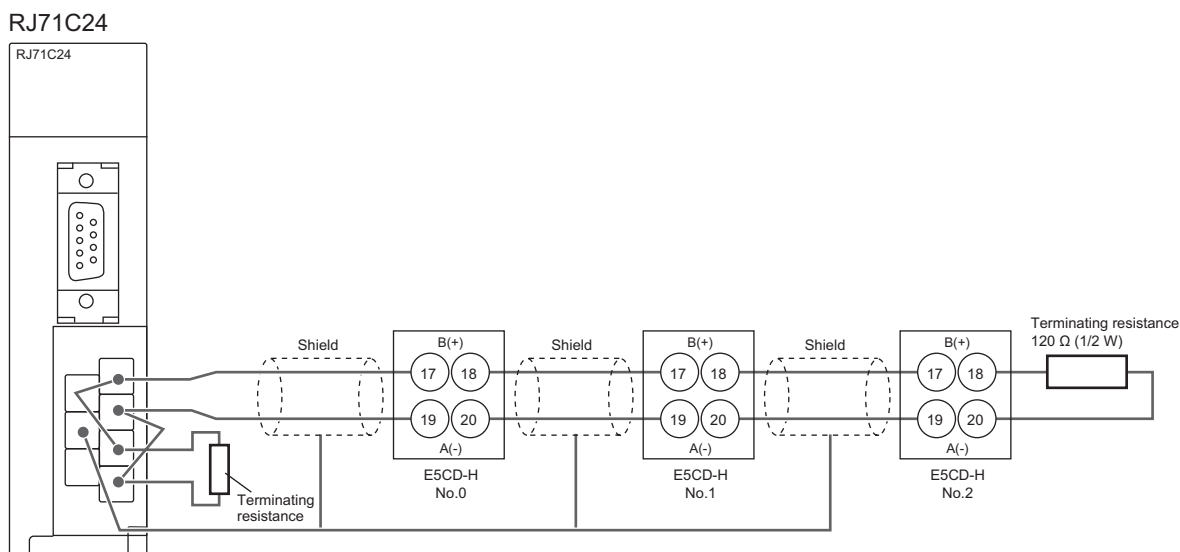 RJ71C24
RJ71C24
Terminating resistance
120 Ω (1/2 W)
Shield
B(+)
Shield
B(+)
Shield
B(+)
17 18
17 18
17 18
19 20
19 20
19 20
A(-)
A(-)
A(-)
E5CD-H
No.0
E5CD-H
No.1
E5CD-H
No.2
Terminating
resistance